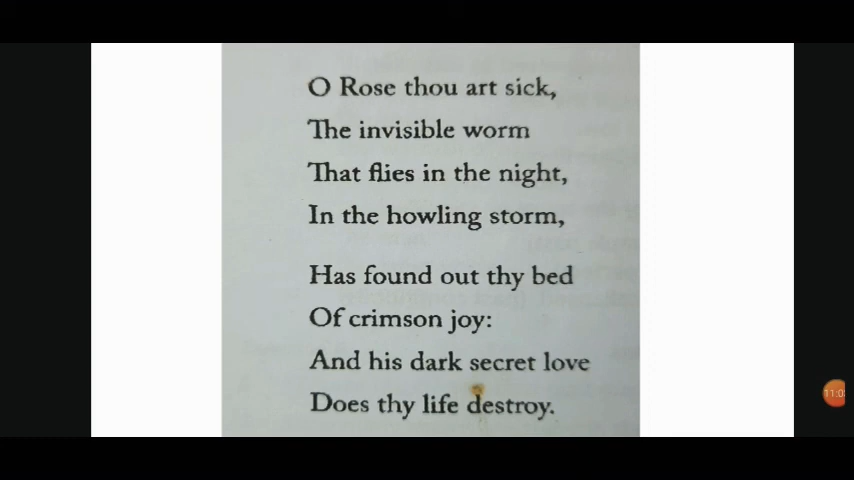 O Rose thou art sick,
The invisible worm
That flies in the night,
In the howling storm,
Has found out thy bed
Of crimson joy:
And his dark secret love
Does thy life destroy.